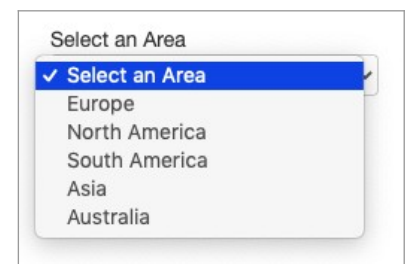 Select an Area
✓ Select an Area
Europe
North America
South America
Asia
Australia